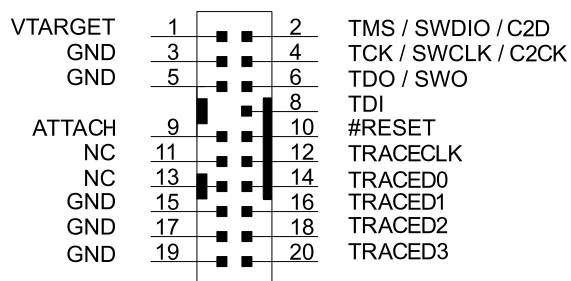 VTARGET 1 2 TMS / SWDIO / C2D
GND 3 4 TCK / SWCLK / C2CK
GND 5 6 TDO / SWO
8 TDI
ATTACH 9 10 #RESET
NC 11 12 TRACECLK
NC 13 14 TRACED0
GND 15 16 TRACED1
GND 17 18 TRACED2
GND 19 20 TRACED3